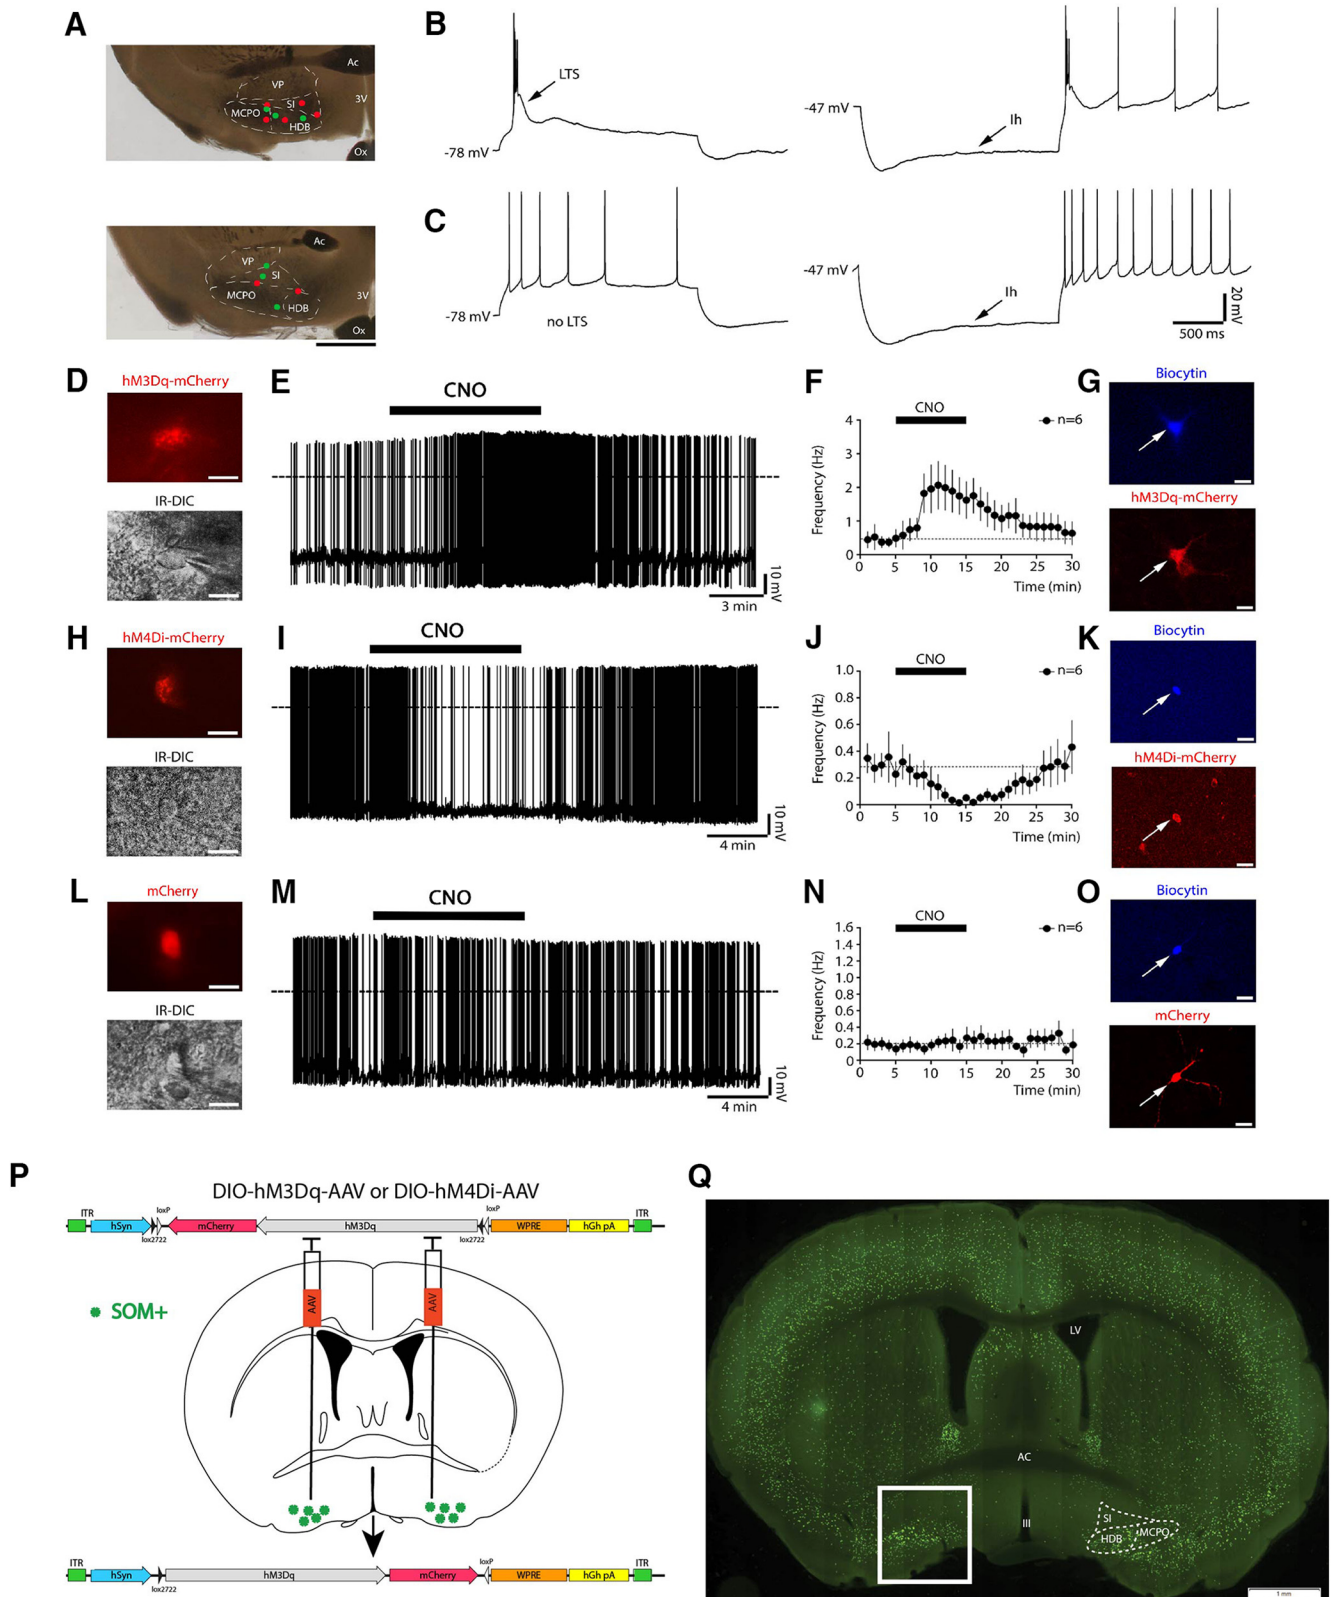 A
Ac
VP
3V
MCPO
SI
HDB
Ox
Ac
VP
SI
3V
MCPO
HDB
Ox
B
LTS
-78 mV
-47 mV
Ih
C
-78 mV
no LTS
-47 mV
Ih
20 mV
500 ms
D
hM3Dq-mCherry
IR-DIC
E
CNO
10 mV
3 min
F
CNO
n=6
Frequency (Hz)
4
3
2
1
0
0 5 10 15 20 25 30
Time (min)
G
Biocytin
hM3Dq-mCherry
H
hM4Di-mCherry
IR-DIC
I
CNO
10 mV
4 min
J
CNO
n=6
Frequency (Hz)
1.0
0.8
0.6
0.4
0.2
0
0 5 10 15 20 25 30
Time (min)
K
Biocytin
hM4Di-mCherry
L
mCherry
IR-DIC
M
CNO
10 mV
4 min
N
CNO
n=6
Frequency (Hz)
1.6
1.4
1.2
1.0
0.8
0.6
0.4
0.2
0
0 5 10 15 20 25 30
Time (min)
O
Biocytin
mCherry
P
DIO-hM3Dq-AAV or DIO-hM4Di-AAV
ITR
loxP
loxP
ITR
hSyn
mCherry
hM3Dq
WPRE
hGh pA
lox2722
lox2722
AAV
AAV
SOM+
ITR
loxP
ITR
hSyn
hM3Dq
mCherry
WPRE
hGh pA
lox2722
Q
LV
AC
III
SI
HDB
MCPO
1 mm